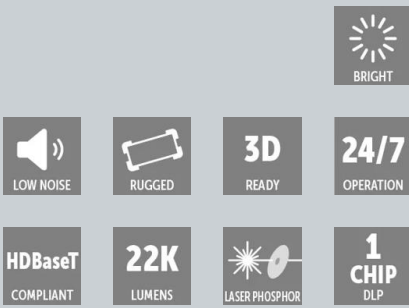 BRIGHT
LOW NOISE
RUGGED
3D
READY
24/7
OPERATION
HDBaseT
COMPLIANT
22K
LUMENS
LASER PHOSPHOR
1
CHIP
DLP